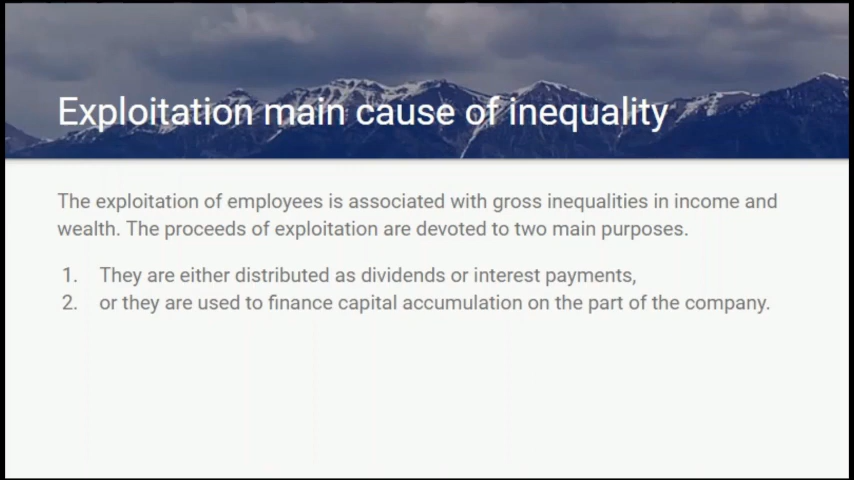 Exploitation main cause of inequality
The exploitation of employees is associated with gross inequalities in income and
wealth. The proceeds of exploitation are devoted to two main purposes.
1. They are either distributed as dividends or interest payments,
2. or they are used to finance capital accumulation on the part of the company.